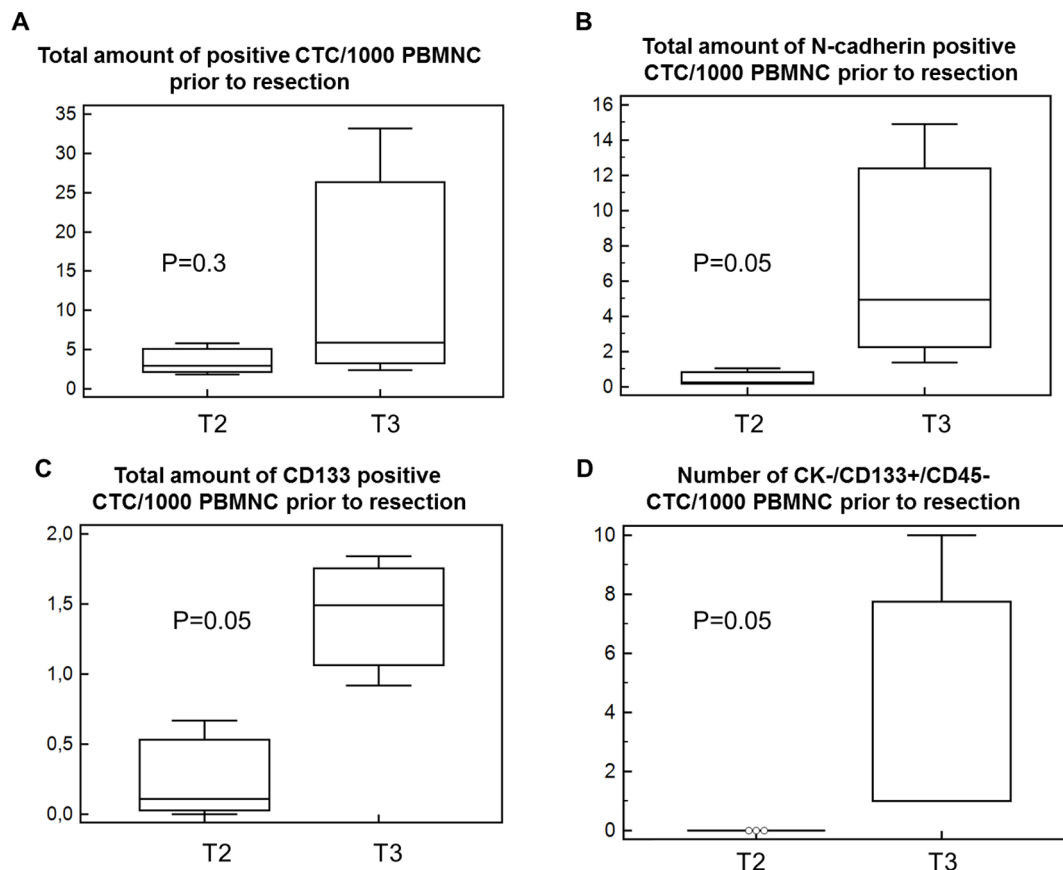 A
Total amount of positive CTC/1000 PBMNC
prior to resection
35
30
25
20
15
10
5
0
P=0.3
T2 T3
B
Total amount of N-cadherin positive
CTC/1000 PBMNC prior to resection
16
14
12
10
8
6
4
2
0
P=0.05
T2 T3
C
Total amount of CD133 positive
CTC/1000 PBMNC prior to resection
2,0
1,5
1,0
0,5
0,0
P=0.05
T2 T3
D
Number of CK-/CD133+/CD45-
CTC/1000 PBMNC prior to resection
10
8
6
4
2
0
P=0.05
T2 T3